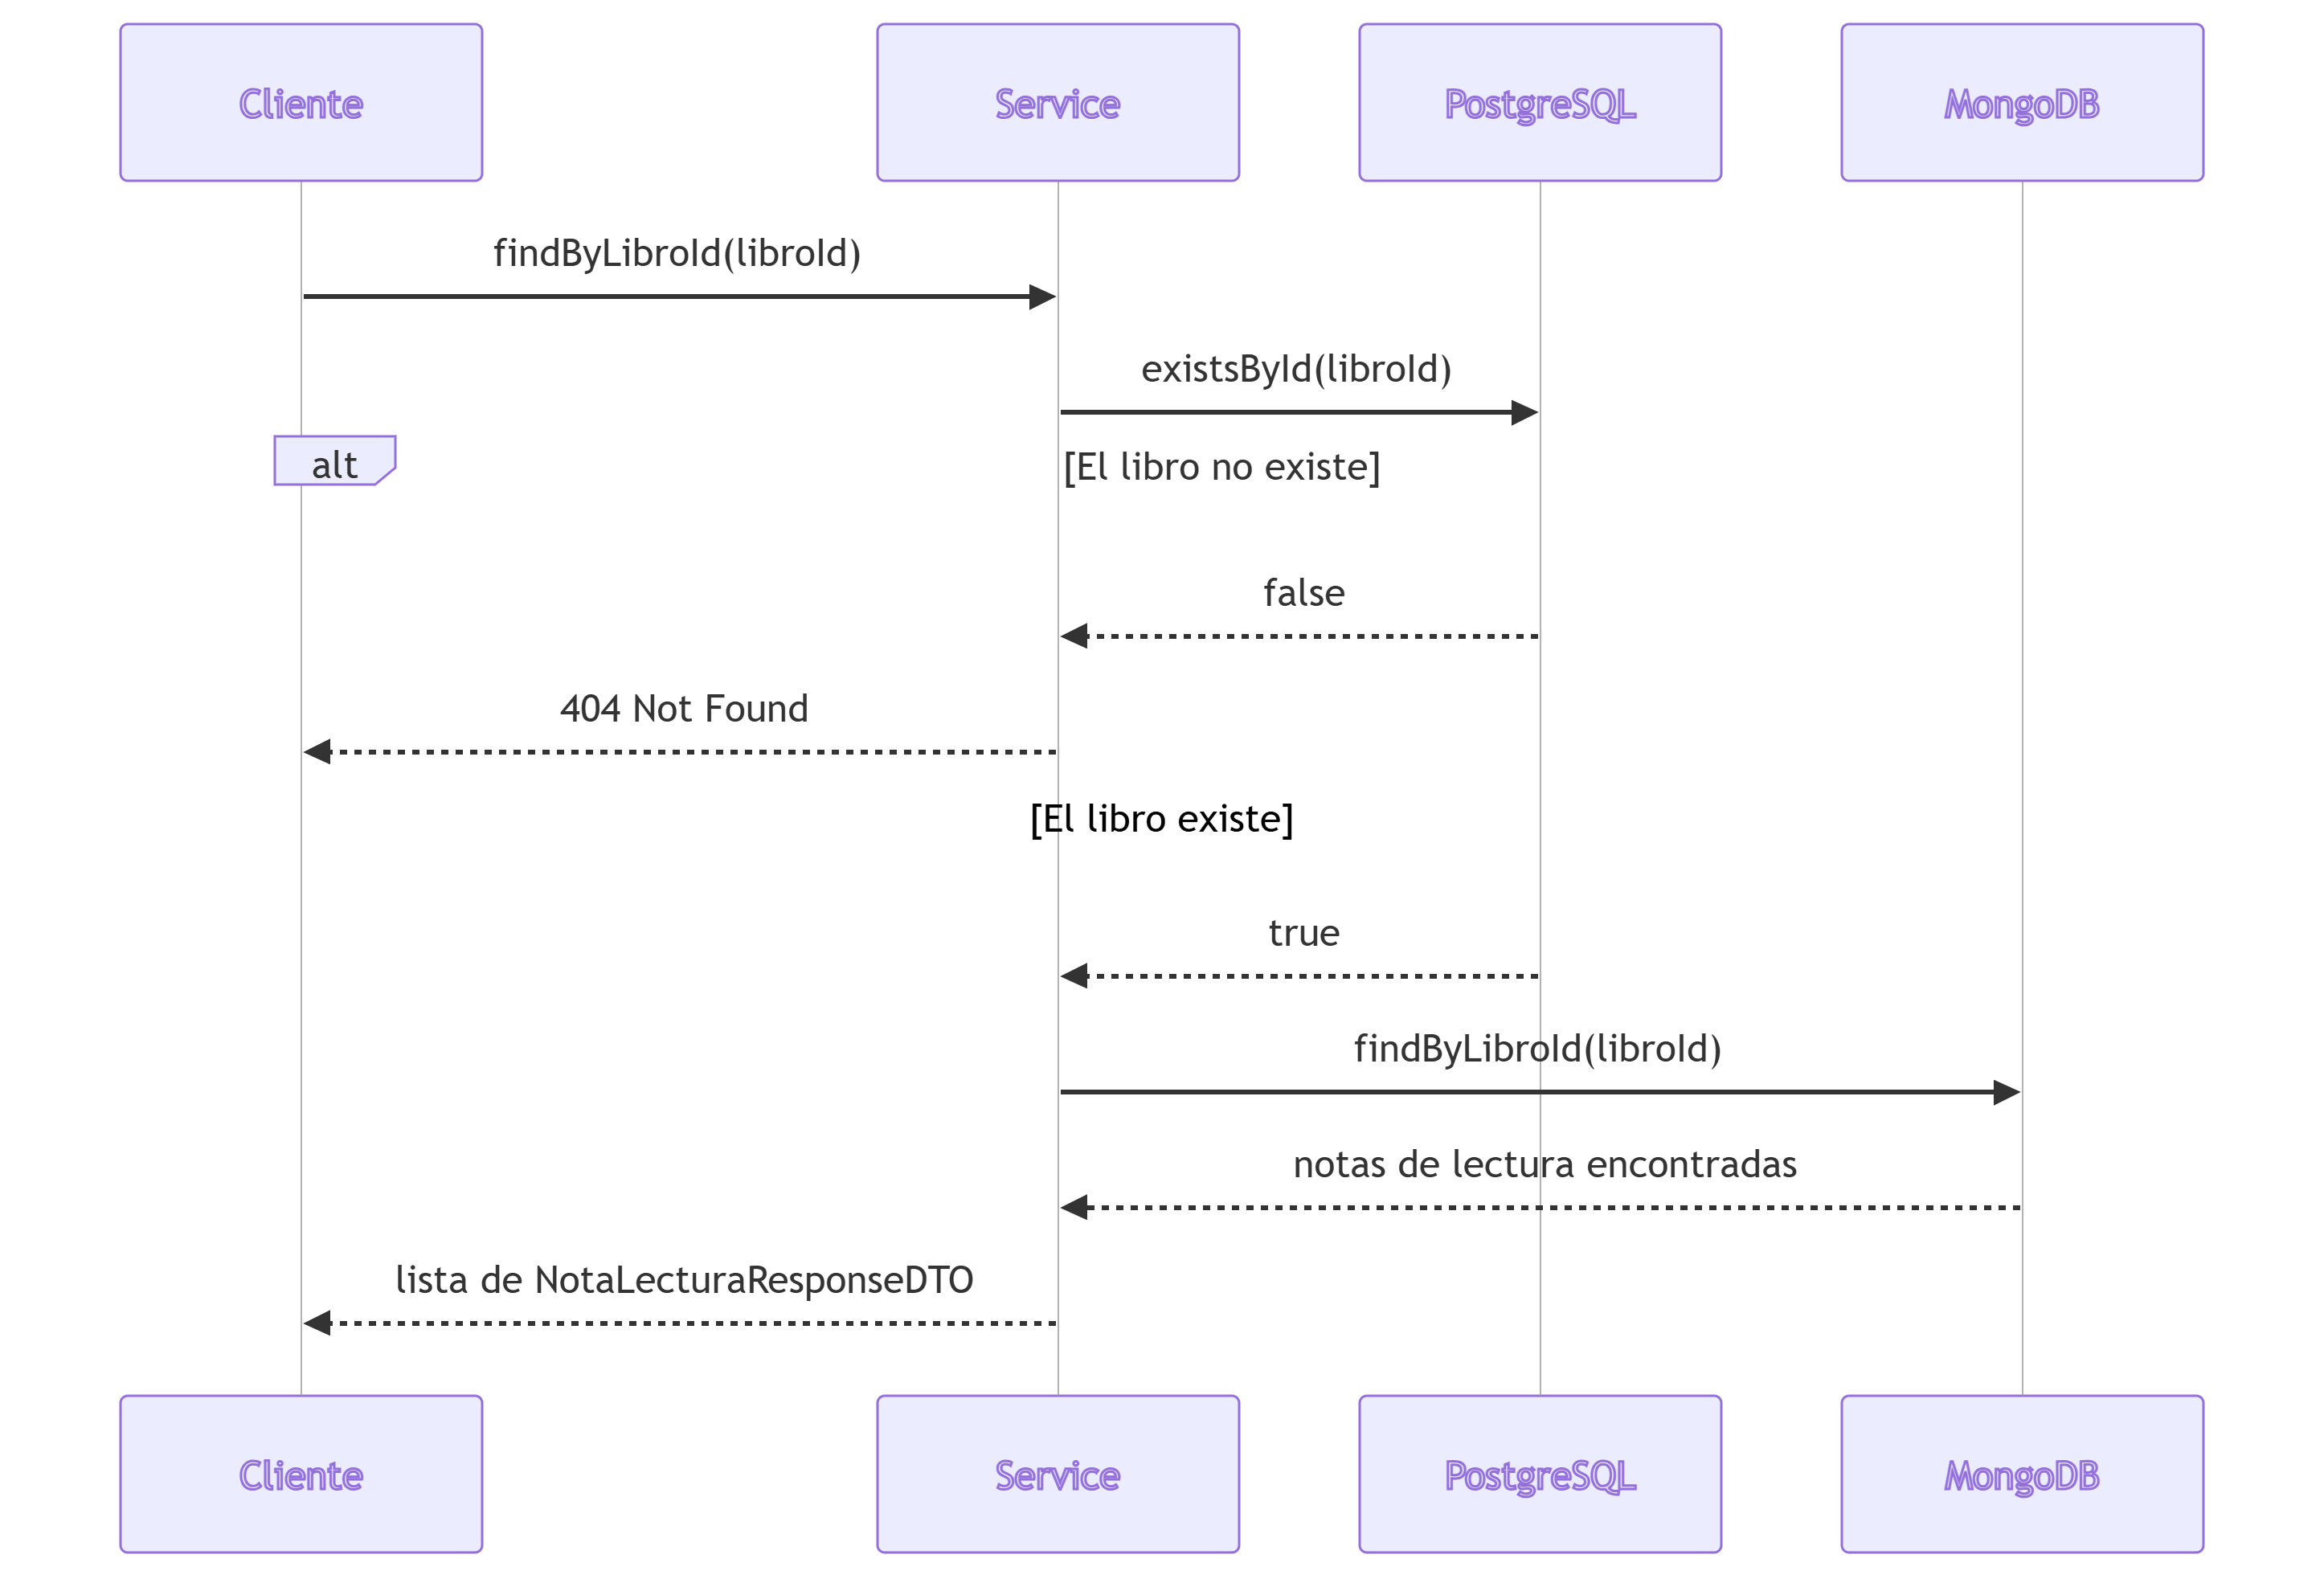 Cliente
Service
PostgreSQL
MongoDB
findByLibroId(libroId)
existsById(libroId)
alt
[El libro no existe]
false
404 Not Found
[El libro existe]
true
findByLibroId(libroId)
notas de lectura encontradas
lista de NotaLecturaResponseDTO
Cliente
Service
PostgreSQL
MongoDB